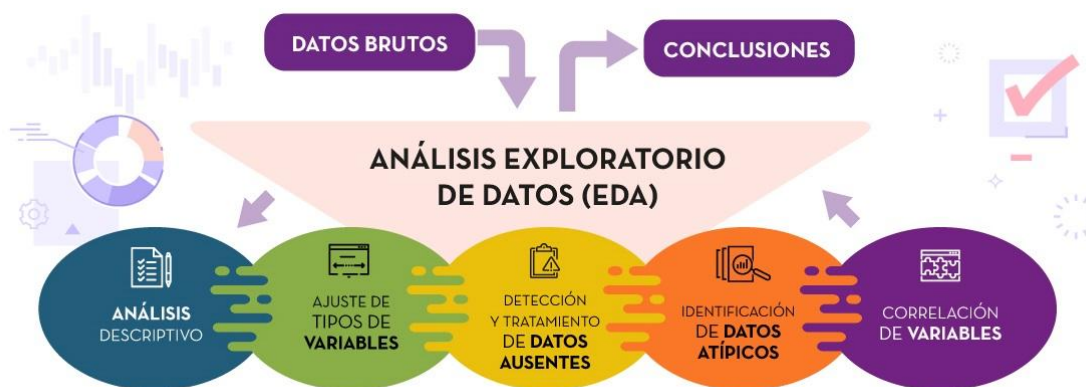 DATOS BRUTOS
CONCLUSIONES
ANÁLISIS EXPLORATORIO
DE DATOS (EDA)
ANÁLISIS
DESCRIPTIVO
AJUSTE DE
TIPOS DE
VARIABLES
DETECCIÓN
Y TRATAMIENTO
DE DATOS
AUSENTES
IDENTIFICACIÓN
DE DATOS
ATÍPICOS
CORRELACIÓN
DE VARIABLES